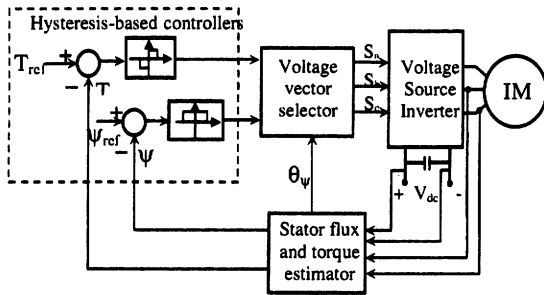 Hysteresis-based controllers
T_ref
+
−
T
ψ_ref
+
−
ψ
Voltage
vector
selector
θ_ψ
S_a
S_b
S_c
Voltage
Source
Inverter
IM
+
V_dc
-
Stator flux
and torque
estimator